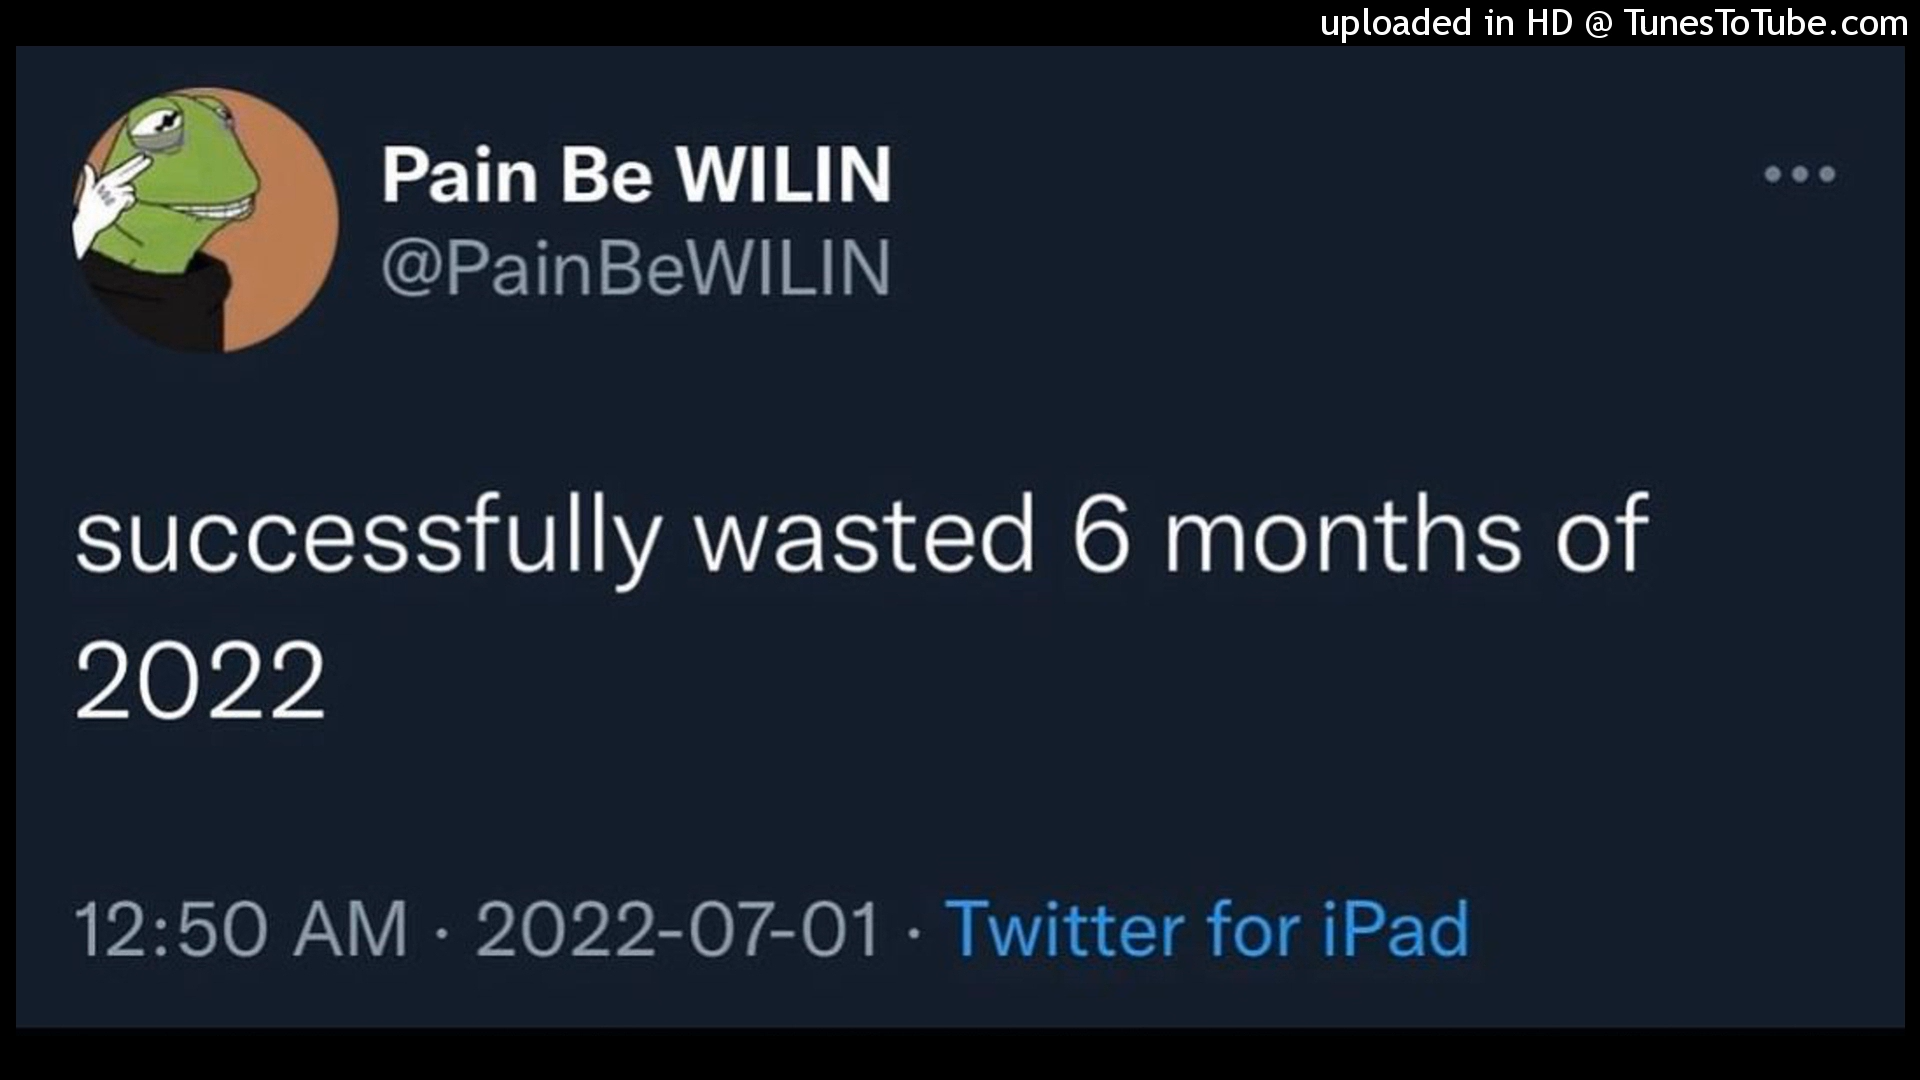 uploaded in HD @ TunesToTube.com
Pain Be WILIN
@PainBeWILIN
successfully wasted 6 months of
2022
12:50 AM · 2022-07-01 · Twitter for iPad